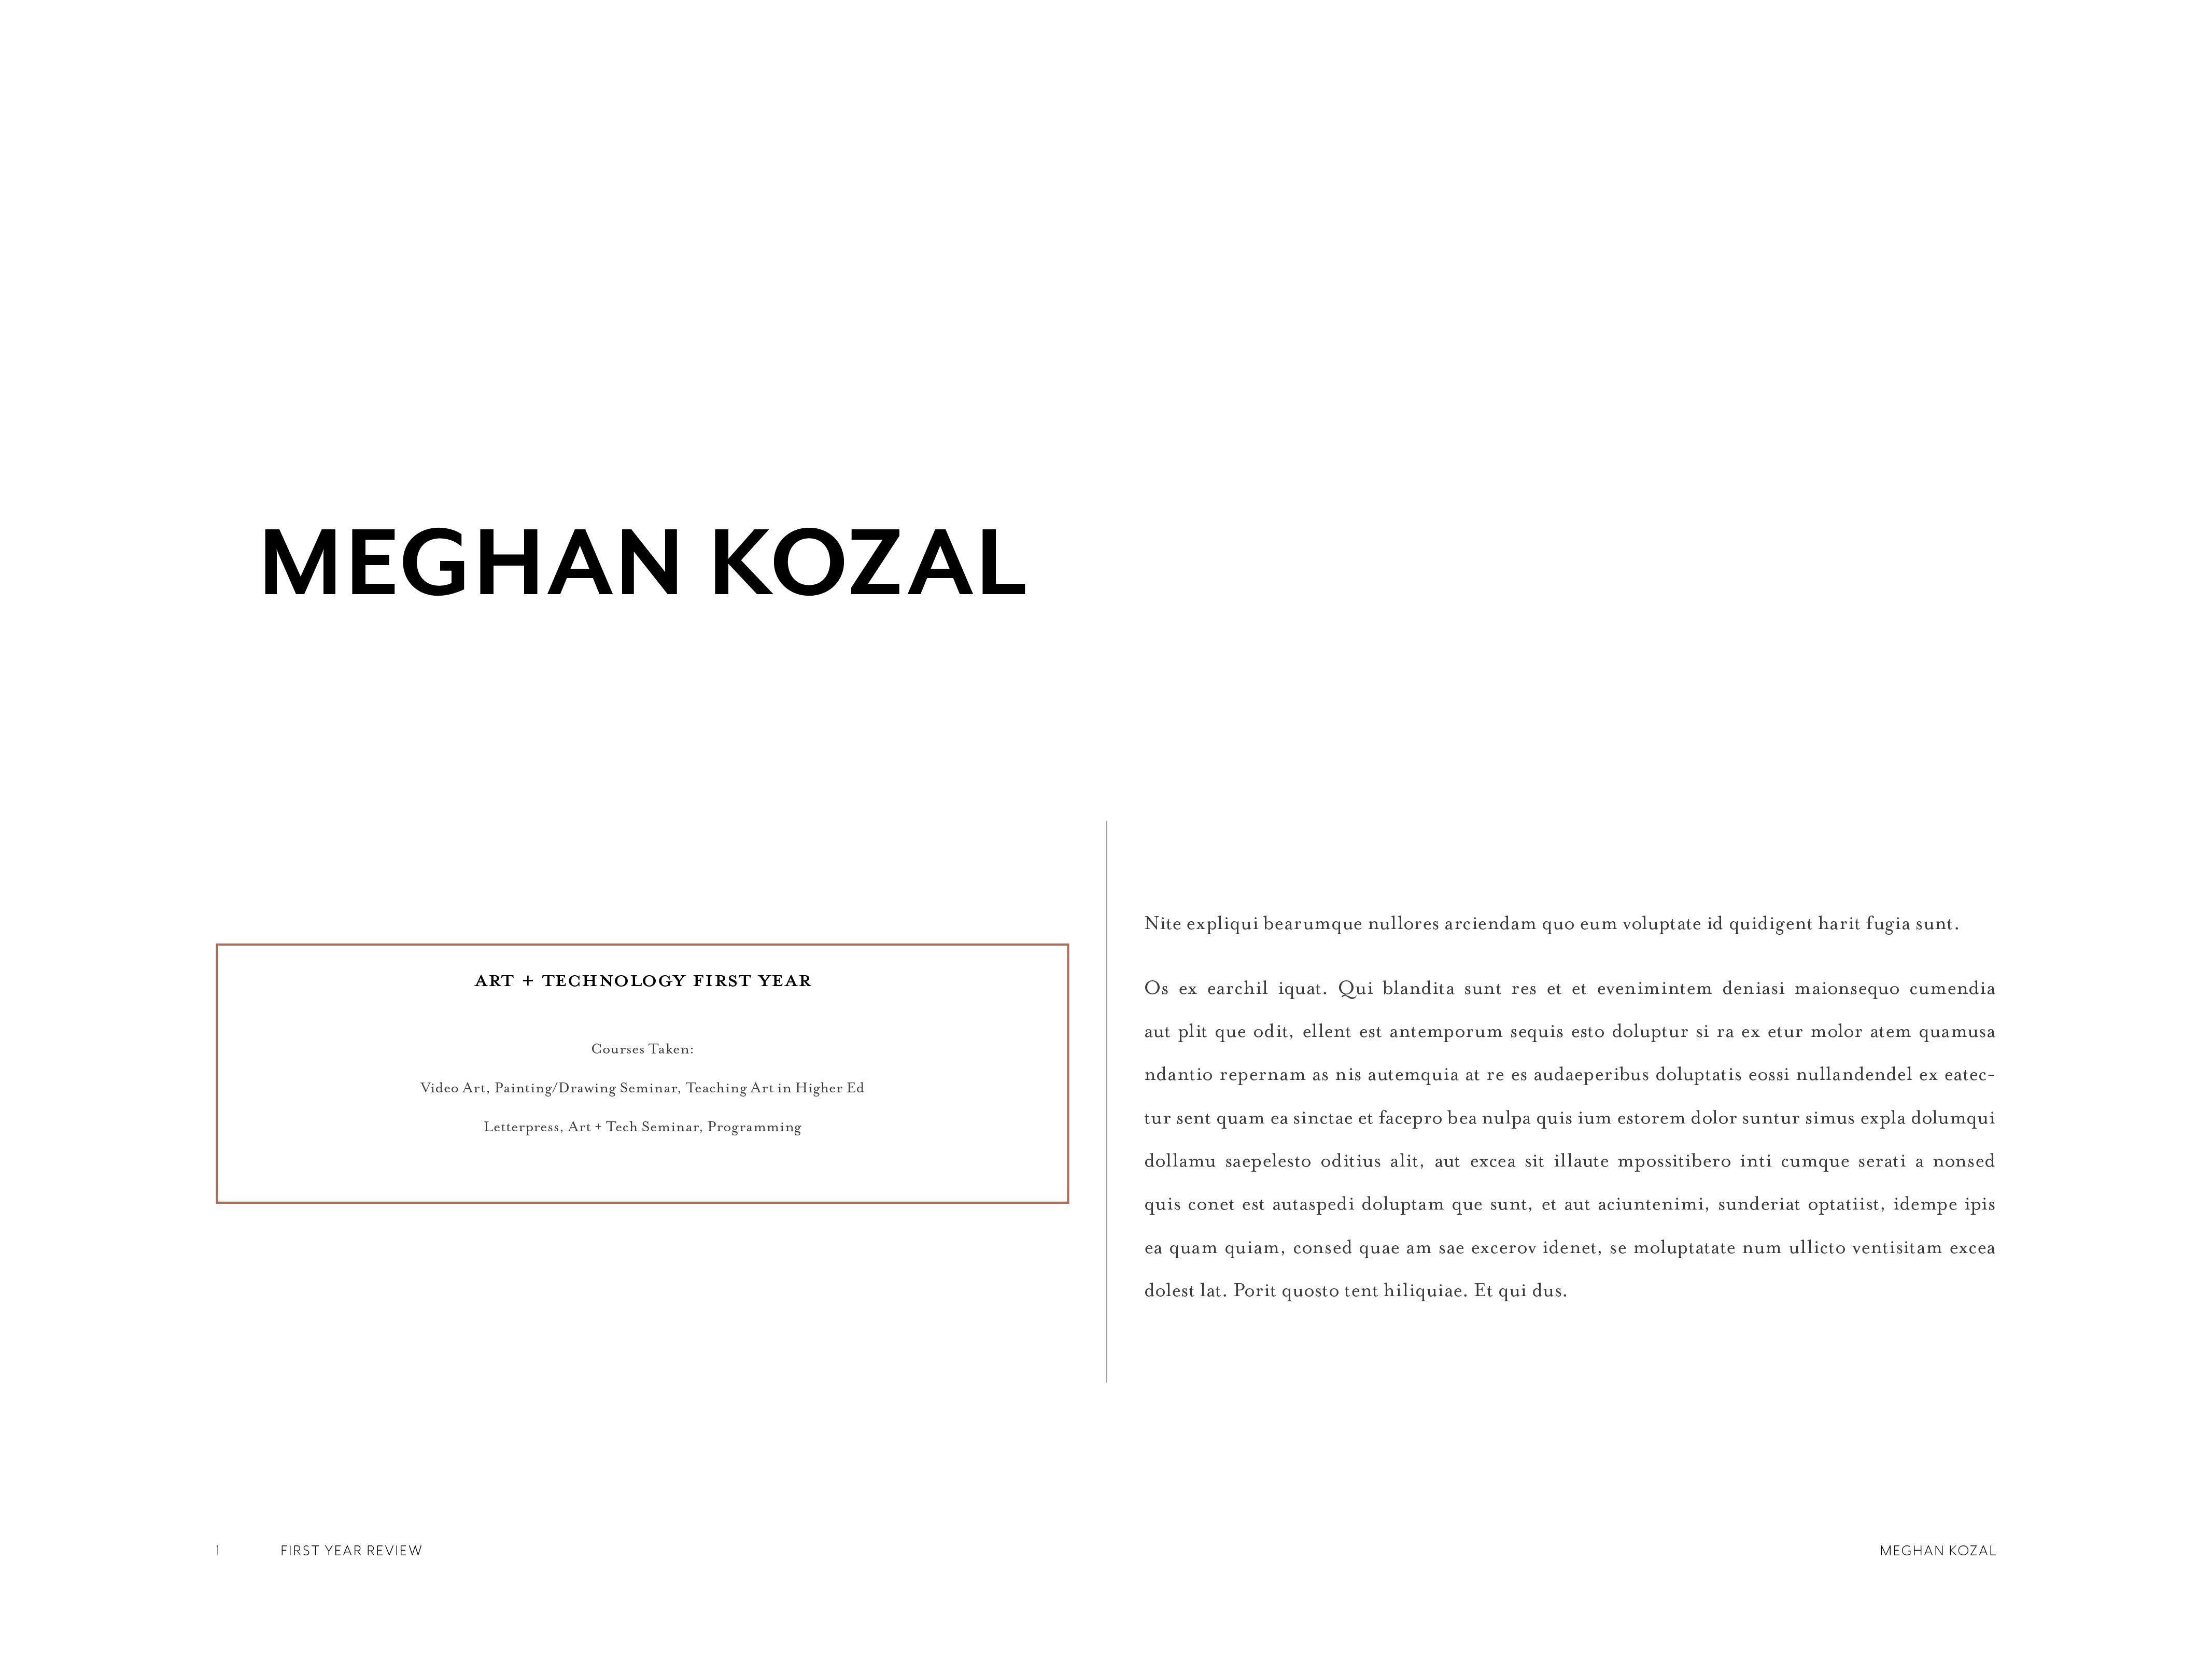 MEGHAN KOZAL
ART + TECHNOLOGY FIRST YEAR
Courses Taken:
Video Art, Painting/Drawing Seminar, Teaching Art in Higher Ed
Letterpress, Art + Tech Seminar, Programming
Nite expliqui bearumque nullores arciendam quo eum voluptate id quidigent harit fugia sunt.
Os ex earchil iquat. Qui blandita sunt res et et evenimintem deniasi maionsequo cumendia
aut plit que odit, ellent est antemporum sequis esto doluptur si ra ex etur molor atem quamusa
ndantio repernam as nis autemquia at re es audaeperibus doluptatis eossi nullandendel ex eatec-
tur sent quam ea sinctae et facepro bea nulpa quis ium estorem dolor suntur simus expla dolumqui
dollamu saepelesto oditius alit, aut excea sit illaute mpossitibero inti cumque serati a nonsed
quis conet est autaspedi doluptam que sunt, et aut aciuntenimi, sunderiat optatiist, idempe ipis
ea quam quiam, consed quae am sae excerov idenet, se moluptatate num ullicto ventisitam excea
dolest lat. Porit quosto tent hiliquiae. Et qui dus.
1 FIRST YEAR REVIEW
MEGHAN KOZAL